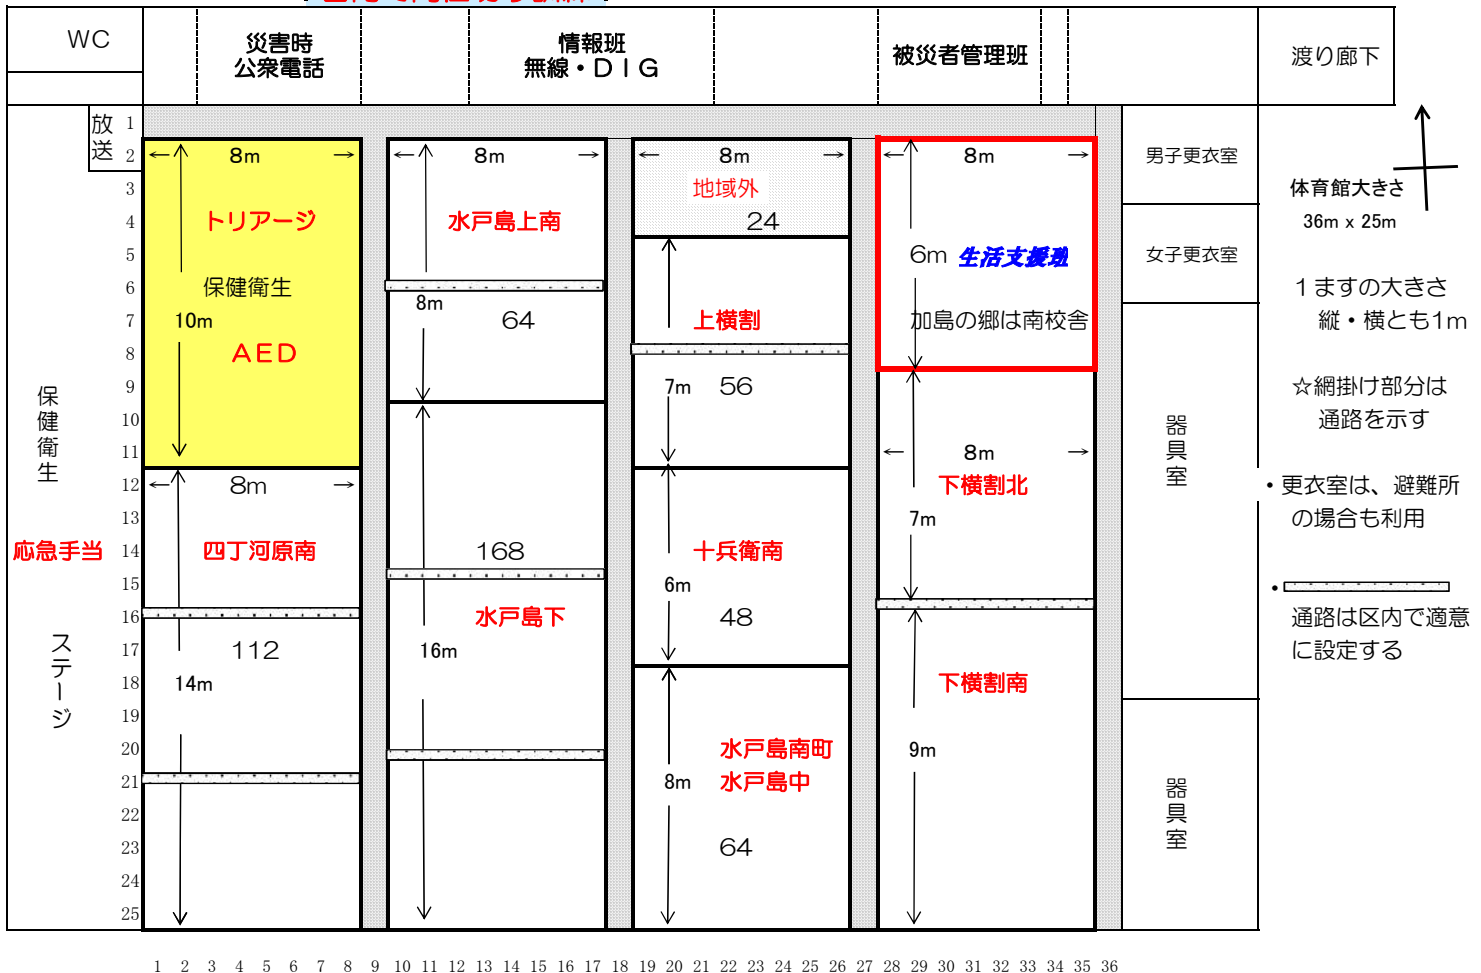 WC
災害時
公衆電話
情報班
無線・DIG
被災者管理班
渡り廊下
放送
1
2
3
4
5
6
7
8
9
10
11
12
13
14
15
16
17
18
19
20
21
22
23
24
25
保健衛生
応急手当
ステージ
8m
トリアージ
保健衛生
10m
AED
8m
四丁河原南
112
14m
8m
水戸島上南
8m
64
168
水戸島下
16m
8m
地域外
24
上横割
7m
56
十兵衛南
6m
48
水戸島南町
8m
水戸島中
64
8m
6m
生活支援班
加島の郷は南校舎
8m
下横割北
7m
下横割南
9m
男子更衣室
女子更衣室
器具室
器具室
体育館大きさ
36m x 25m
1ますの大きさ
縦・横とも1m
☆網掛け部分は
通路を示す
・更衣室は、避難所
の場合も利用
・
通路は区内で適意
に設定する
1 2 3 4 5 6 7 8 9 10 11 12 13 14 15 16 17 18 19 20 21 22 23 24 25 26 27 28 29 30 31 32 33 34 35 36